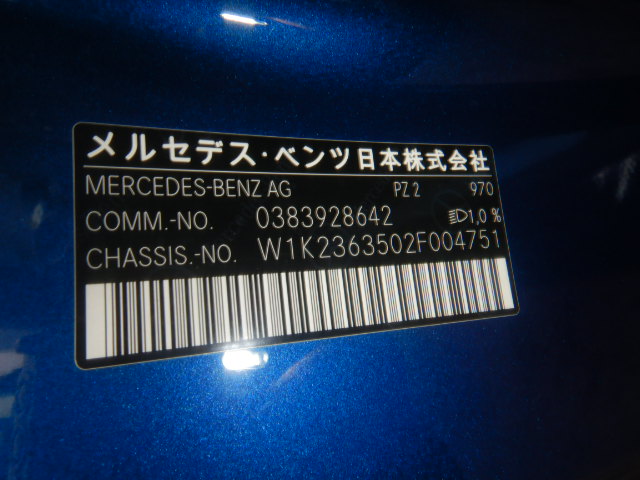 メルセデス・ベンツ日本株式会社
MERCEDES-BENZ AG PZ 2 970
COMM.-NO. 0383928642 1,0 %
CHASSIS.-NO. W1K2363502F004751